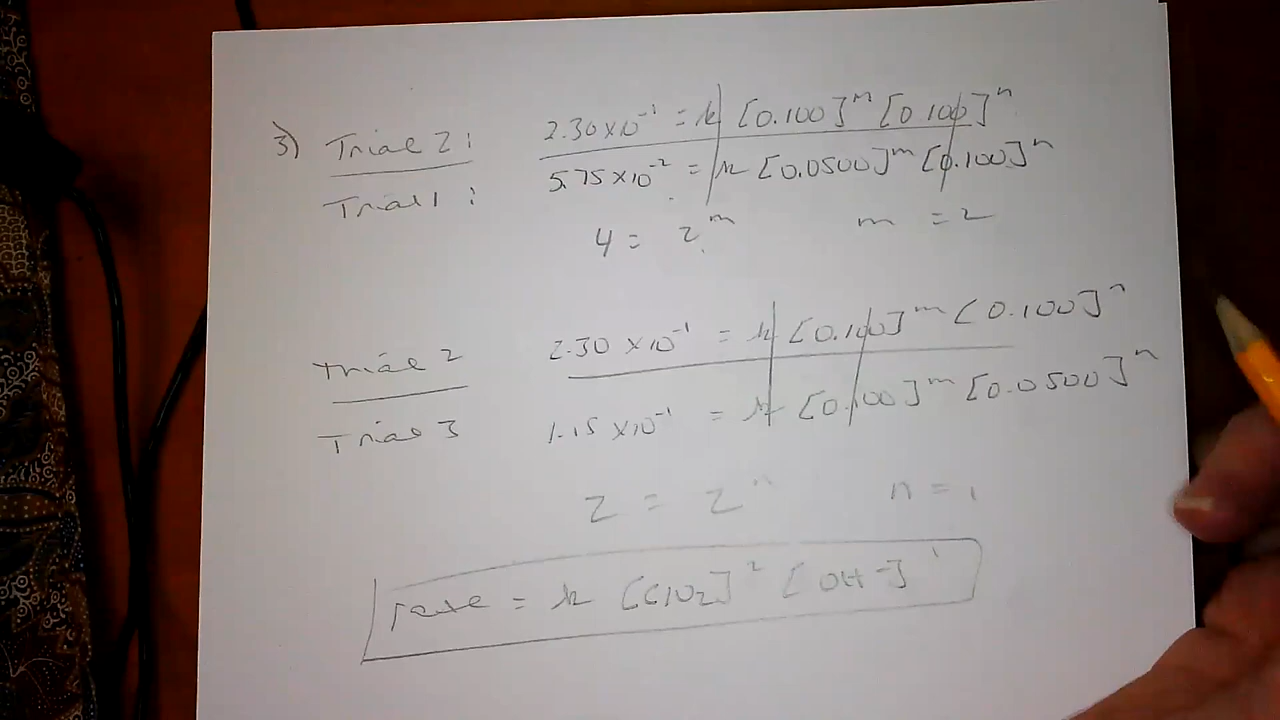 3) Trial 2: 2.30 x 10⁻¹ = k [0.100]ᵐ [0.100]ⁿ
Trial 1: 5.75 x 10⁻² = k [0.0500]ᵐ [0.100]ⁿ
4 = 2ᵐ m = 2
Trial 2 2.30 x 10⁻¹ = k [0.100]ᵐ [0.100]ⁿ
Trial 3 1.15 x 10⁻¹ = k [0.100]ᵐ [0.0500]ⁿ
2 = 2ⁿ n = 1
rate = k [ClO₂]² [OH-]¹